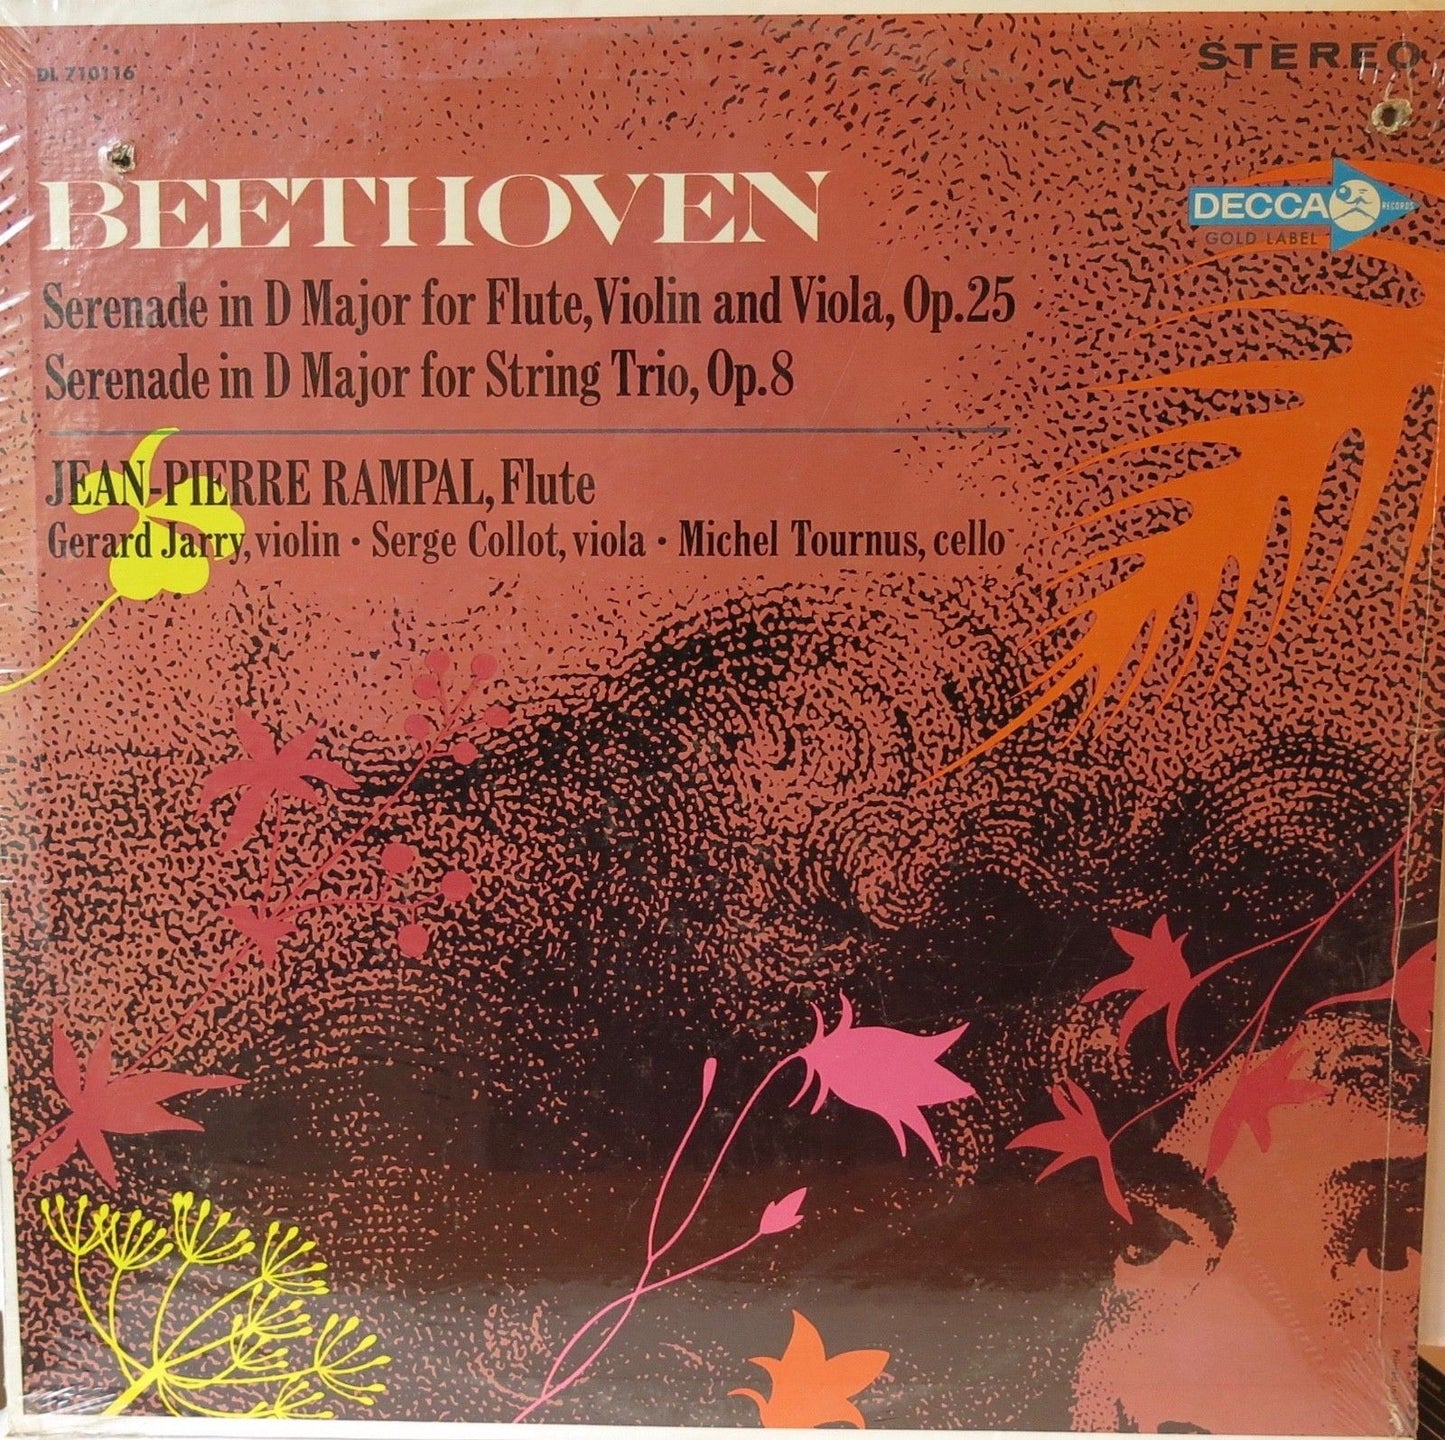 DL 710116
STEREO
BEETHOVEN
DECCA RECORDS
GOLD LABEL
Serenade in D Major for Flute, Violin and Viola, Op.25
Serenade in D Major for String Trio, Op.8
JEAN-PIERRE RAMPAL, Flute
Gerard Jarry, violin • Serge Collot, viola • Michel Tournus, cello